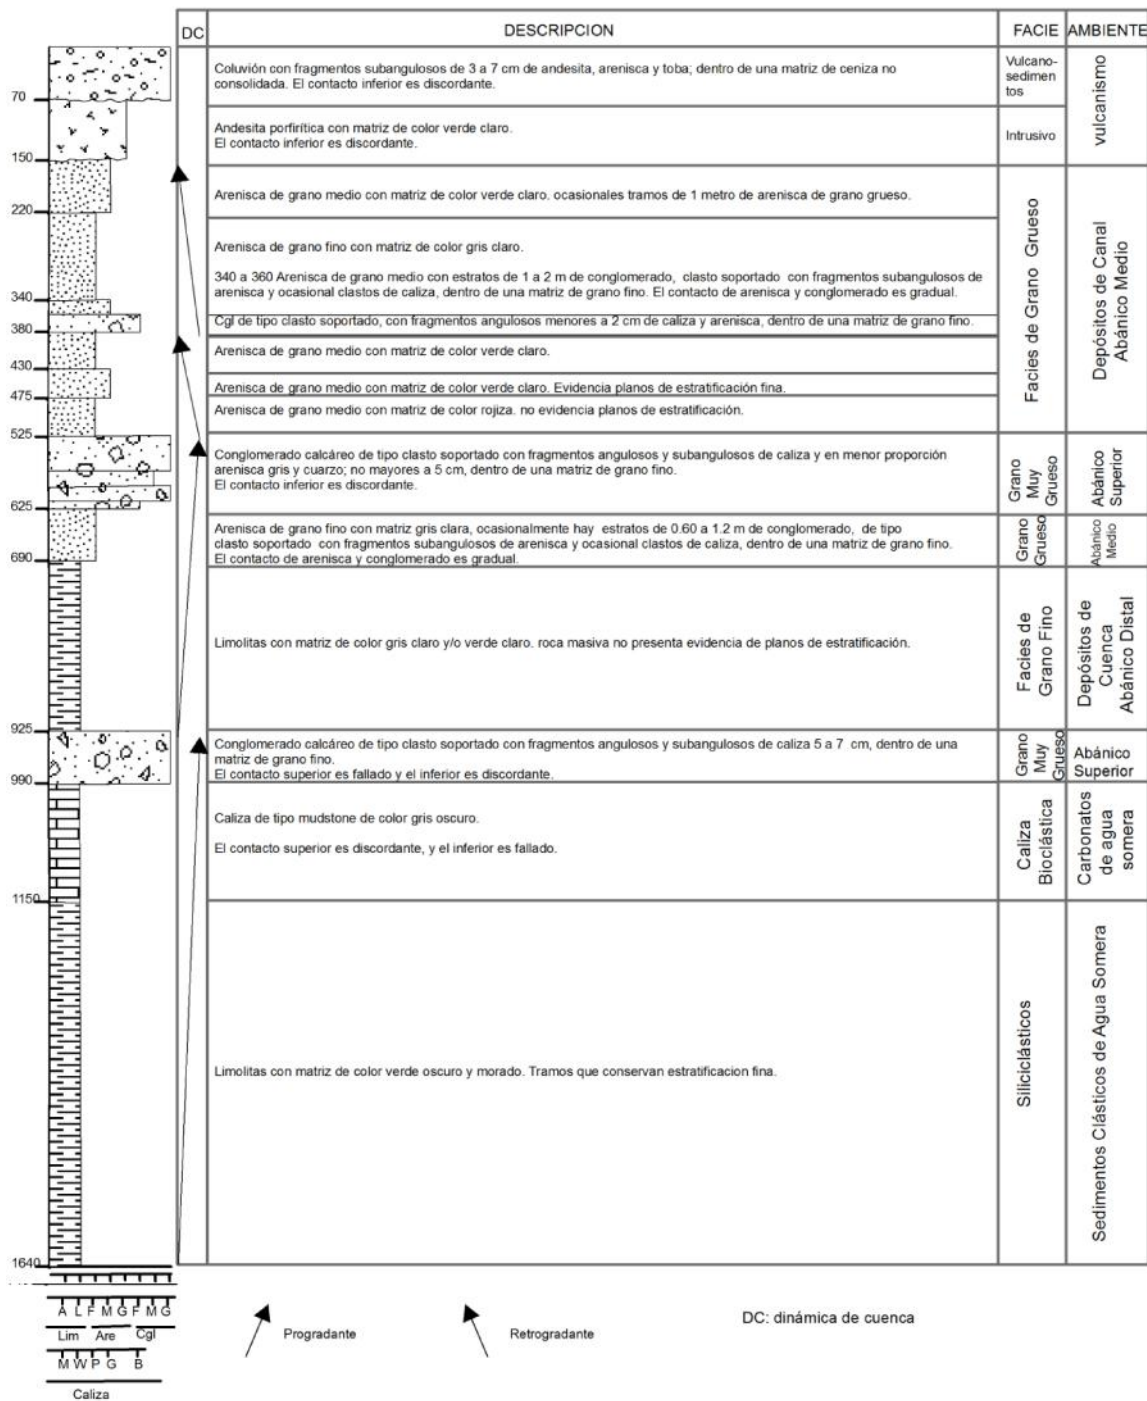 DC
DESCRIPCION
FACIE
AMBIENTE
Coluvión con fragmentos subangulosos de 3 a 7 cm de andesita, arenisca y toba; dentro de una matriz de ceniza no
consolidada. El contacto inferior es discordante.
Vulcano-
sedimen
tos
vulcanismo
70
Andesita porfirítica con matriz de color verde claro.
El contacto inferior es discordante.
Intrusivo
150
Arenisca de grano medio con matriz de color verde claro. ocasionales tramos de 1 metro de arenisca de grano grueso.
Facies de Grano Grueso
Depósitos de Canal
Abánico Medio
220
Arenisca de grano fino con matriz de color gris claro.
340 a 360 Arenisca de grano medio con estratos de 1 a 2 m de conglomerado, clasto soportado con fragmentos subangulosos de
arenisca y ocasional clastos de caliza, dentro de una matriz de grano fino. El contacto de arenisca y conglomerado es gradual.
340
Cgl de tipo clasto soportado, con fragmentos angulosos menores a 2 cm de caliza y arenisca, dentro de una matriz de grano fino.
380
Arenisca de grano medio con matriz de color verde claro.
430
Arenisca de grano medio con matriz de color verde claro. Evidencia planos de estratificación fina.
475
Arenisca de grano medio con matriz de color rojiza. no evidencia planos de estratificación.
525
Conglomerado calcáreo de tipo clasto soportado con fragmentos angulosos y subangulosos de caliza y en menor proporción
arenisca gris y cuarzo; no mayores a 5 cm, dentro de una matriz de grano fino.
El contacto inferior es discordante.
Grano
Muy
Grueso
Abánico
Superior
625
Arenisca de grano fino con matriz gris clara, ocasionalmente hay estratos de 0.60 a 1.2 m de conglomerado, de tipo
clasto soportado con fragmentos subangulosos de arenisca y ocasional clastos de caliza, dentro de una matriz de grano fino.
El contacto de arenisca y conglomerado es gradual.
Grano
Grueso
Abánico
Medio
690
Limolitas con matriz de color gris claro y/o verde claro. roca masiva no presenta evidencia de planos de estratificación.
Facies de
Grano Fino
Depósitos de
Cuenca
Abánico Distal
925
Conglomerado calcáreo de tipo clasto soportado con fragmentos angulosos y subangulosos de caliza 5 a 7 cm, dentro de una
matriz de grano fino.
El contacto superior es fallado y el inferior es discordante.
Grano
Muy
Grueso
Abánico
Superior
990
Caliza de tipo mudstone de color gris oscuro.
El contacto superior es discordante, y el inferior es fallado.
Caliza
Bioclástica
Carbonatos
de agua
somera
1150
Limolitas con matriz de color verde oscuro y morado. Tramos que conservan estratificacion fina.
Siliciclásticos
Sedimentos Clásticos de Agua Somera
1640
A L F M G F M G
Lim Are Cgl
M W P G B
Caliza
Progradante
Retrogradante
DC: dinámica de cuenca